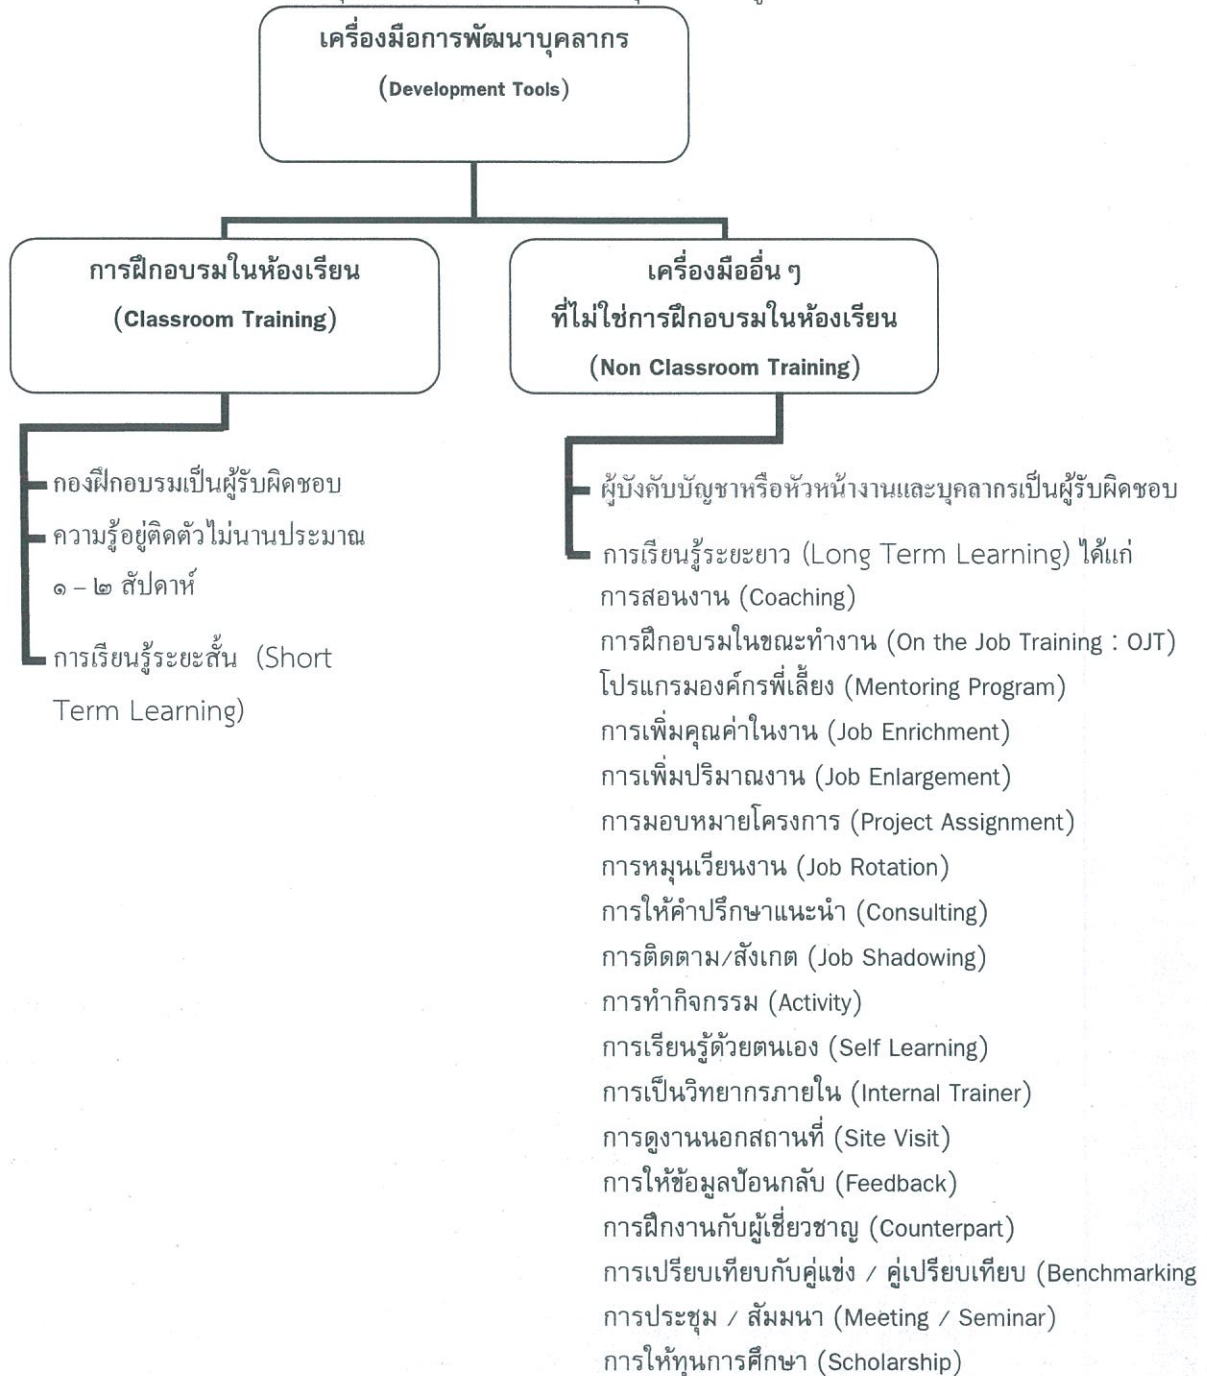 เครื่องมือการพัฒนาบุคลากร
(Development Tools)
การฝึกอบรมในห้องเรียน
(Classroom Training)
กองฝึกอบรมเป็นผู้รับผิดชอบ
ความรู้อยู่ติดตัวไม่นานประมาณ
๑ – ๒ สัปดาห์
การเรียนรู้ระยะสั้น (Short
Term Learning)
เครื่องมืออื่น ๆ
ที่ไม่ใช่การฝึกอบรมในห้องเรียน
(Non Classroom Training)
ผู้บังคับบัญชาหรือหัวหน้างานและบุคลากรเป็นผู้รับผิดชอบ
การเรียนรู้ระยะยาว (Long Term Learning) ได้แก่
การสอนงาน (Coaching)
การฝึกอบรมในขณะทำงาน (On the Job Training : OJT)
โปรแกรมองค์กรพี่เลี้ยง (Mentoring Program)
การเพิ่มคุณค่าในงาน (Job Enrichment)
การเพิ่มปริมาณงาน (Job Enlargement)
การมอบหมายโครงการ (Project Assignment)
การหมุนเวียนงาน (Job Rotation)
การให้คำปรึกษาแนะนำ (Consulting)
การติดตาม/สังเกต (Job Shadowing)
การทำกิจกรรม (Activity)
การเรียนรู้ด้วยตนเอง (Self Learning)
การเป็นวิทยากรภายใน (Internal Trainer)
การดูงานนอกสถานที่ (Site Visit)
การให้ข้อมูลป้อนกลับ (Feedback)
การฝึกงานกับผู้เชี่ยวชาญ (Counterpart)
การเปรียบเทียบกับคู่แข่ง / คู่เปรียบเทียบ (Benchmarking
การประชุม / สัมมนา (Meeting / Seminar)
การให้ทุนการศึกษา (Scholarship)